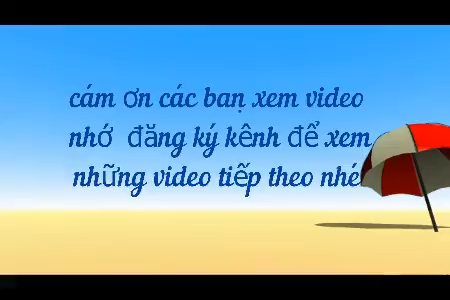 cám ơn các bạn xem video
nhớ đăng ký kênh để xem
những video tiếp theo nhé